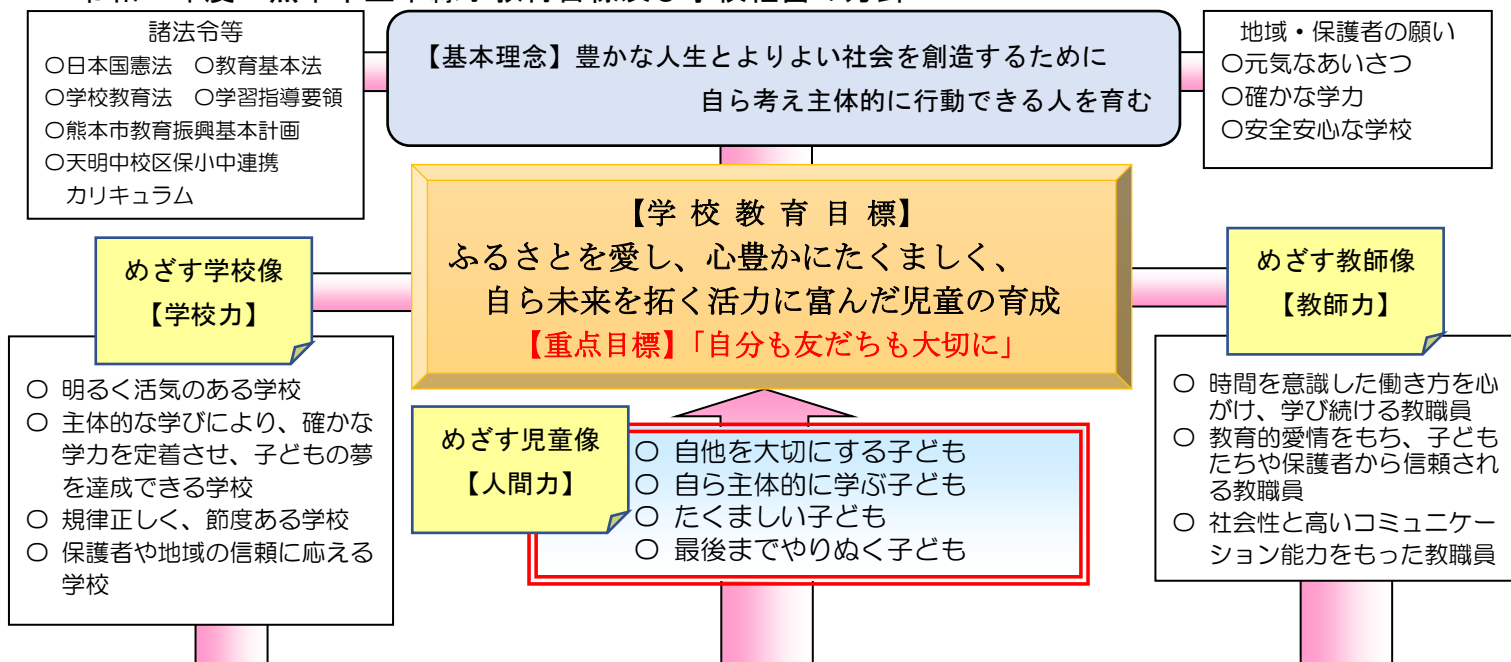 諸法令等
〇日本国憲法　〇教育基本法
〇学校教育法　〇学習指導要領
〇熊本市教育振興基本計画
〇天明中校区保小中連携
カリキュラム
【基本理念】豊かな人生とよりよい社会を創造するために
自ら考え主体的に行動できる人を育む
地域・保護者の願い
〇元気なあいさつ
〇確かな学力
〇安全安心な学校
【学 校 教 育 目 標】
ふるさとを愛し、心豊かにたくましく、
自ら未来を拓く活力に富んだ児童の育成
【重点目標】「自分も友だちも大切に」
めざす学校像
【学校力】
〇 明るく活気のある学校
〇 主体的な学びにより、確かな
学力を定着させ、子どもの夢
を達成できる学校
〇 規律正しく、節度ある学校
〇 保護者や地域の信頼に応える
学校
めざす児童像
【人間力】
〇 自他を大切にする子ども
〇 自ら主体的に学ぶ子ども
〇 たくましい子ども
〇 最後までやりぬく子ども
めざす教師像
【教師力】
〇 時間を意識した働き方を心
がけ、学び続ける教職員
〇 教育的愛情をもち、子ども
たちや保護者から信頼され
る教職員
〇 社会性と高いコミュニケー
ション能力をもった教職員